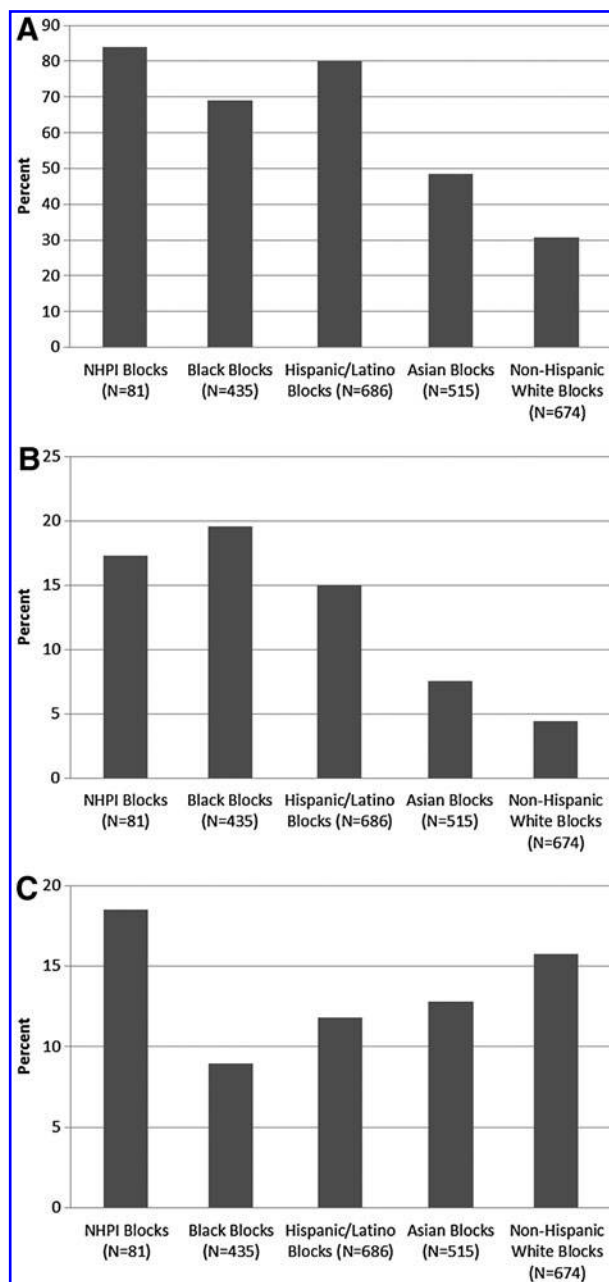 A
90
80
70
60
50
40
30
20
10
0
Percent
NHPI Blocks Black Blocks Hispanic/Latino Asian Blocks Non-Hispanic
(N=81) (N=435) Blocks (N=686) (N=515) White Blocks
(N=674)
B
25
20
15
10
5
0
Percent
NHPI Blocks Black Blocks Hispanic/Latino Asian Blocks Non-Hispanic
(N=81) (N=435) Blocks (N=686) (N=515) White Blocks
(N=674)
C
20
15
10
5
0
Percent
NHPI Blocks Black Blocks Hispanic/Latino Asian Blocks Non-Hispanic
(N=81) (N=435) Blocks (N=686) (N=515) White Blocks
(N=674)